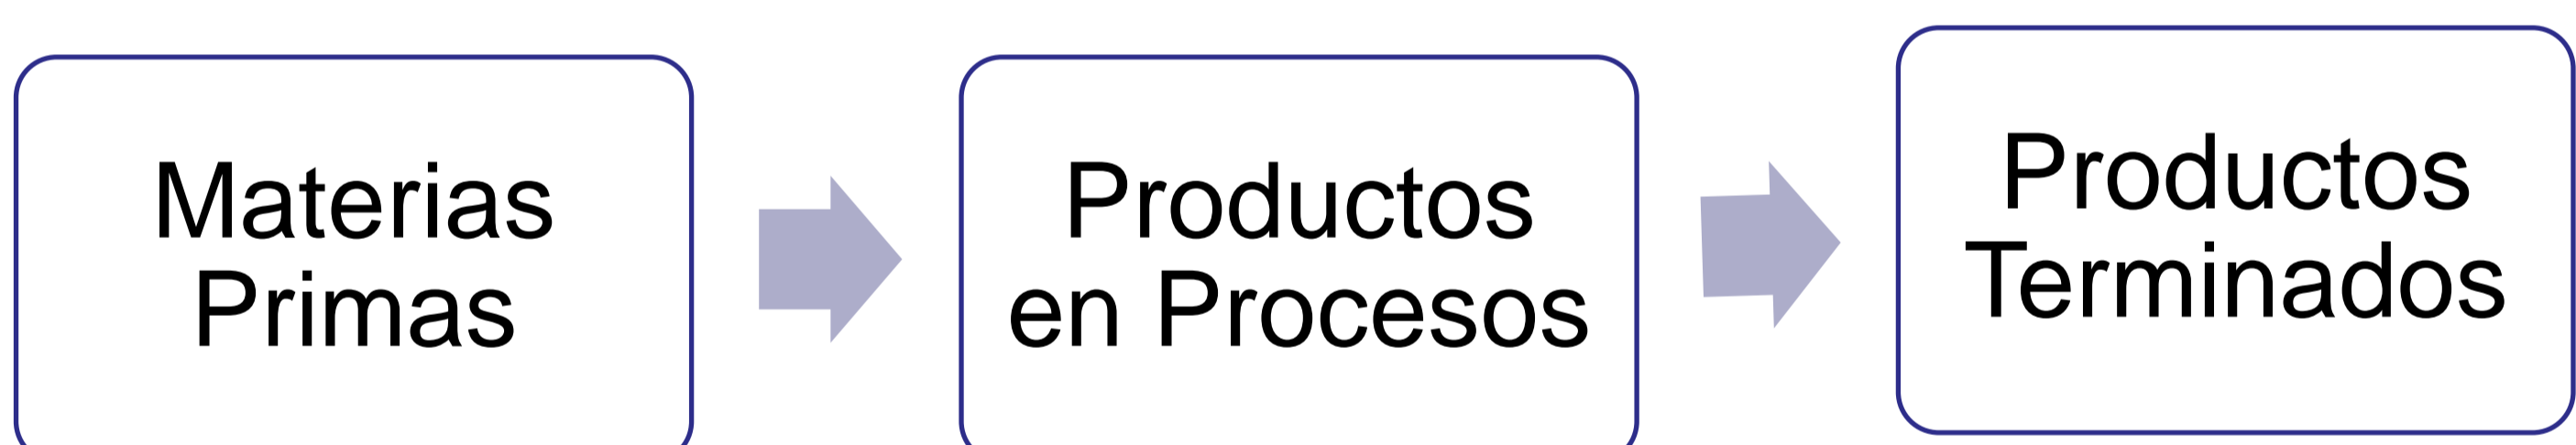 Materias
Primas
Productos
en Procesos
Productos
Terminados